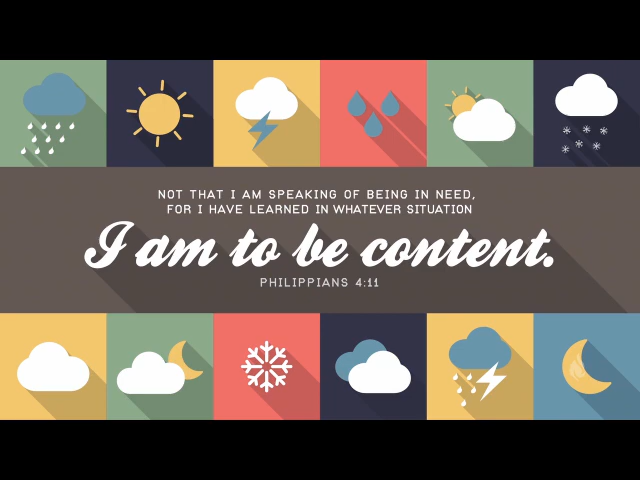 NOT THAT I AM SPEAKING OF BEING IN NEED,
FOR I HAVE LEARNED IN WHATEVER SITUATION
I am to be content.
PHILIPPIANS 4:11